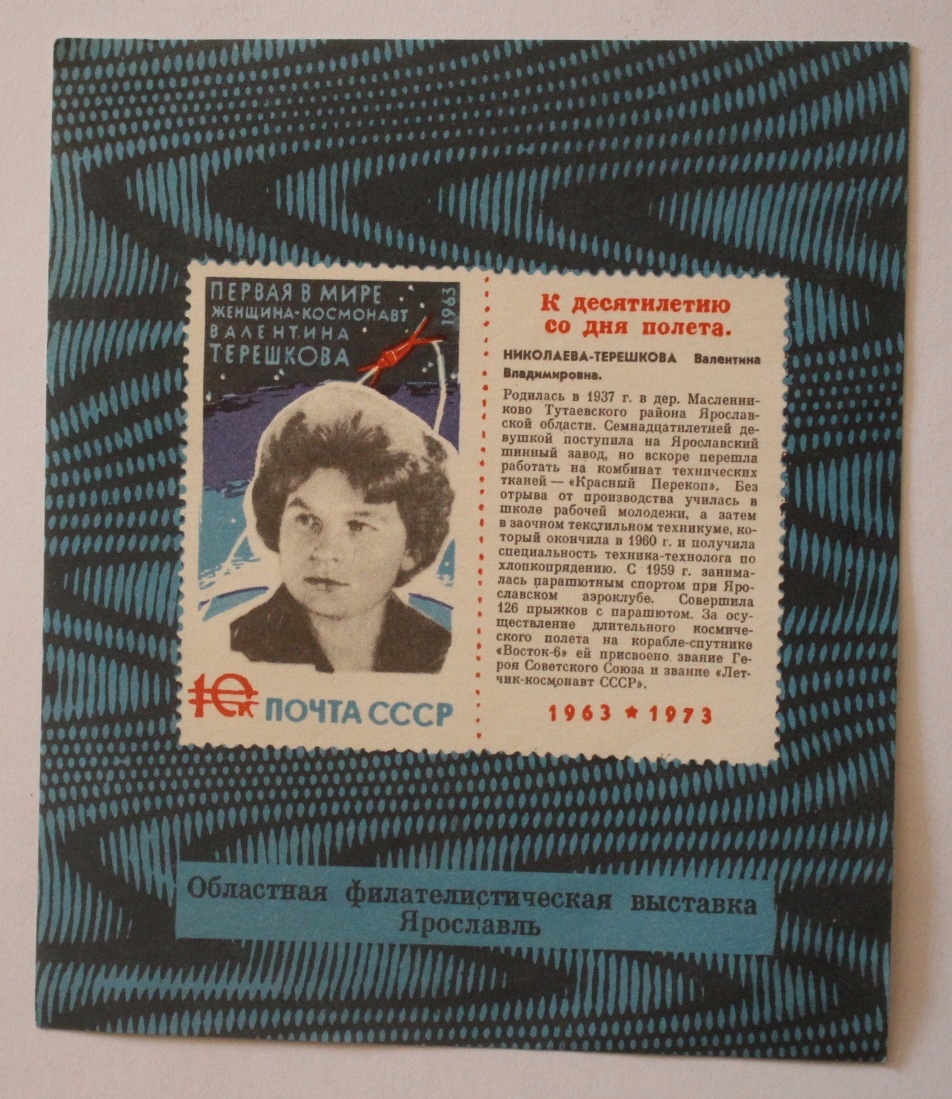 ПЕРВАЯ В МИРЕ
ЖЕНЩИНА-КОСМОНАВТ
ВАЛЕНТИНА
ТЕРЕШКОВА
1963
10к ПОЧТА СССР
К десятилетию
со дня полета.
НИКОЛАЕВА-ТЕРЕШКОВА Валентина
Владимировна.
Родилась в 1937 г. в дер. Масленни-
ково Тутаевского района Ярослав-
ской области. Семнадцатилетней де-
вушкой поступила на Ярославский
шинный завод, но вскоре перешла
работать на комбинат технических
тканей — «Красный Перекоп». Без
отрыва от производства училась в
школе рабочей молодежи, а затем
в заочном текстильном техникуме, ко-
торый окончила в 1960 г. и получила
специальность техника-технолога по
хлопкопрядению. С 1959 г. занима-
лась парашютным спортом при Яро-
славском аэроклубе. Совершила
126 прыжков с парашютом. За осу-
ществление длительного космиче-
ского полета на корабле-спутнике
«Восток-6» ей присвоено звание Ге-
роя Советского Союза и звание «Лет-
чик-космонавт СССР».
1963 ★ 1973
Областная филателистическая выставка
Ярославль